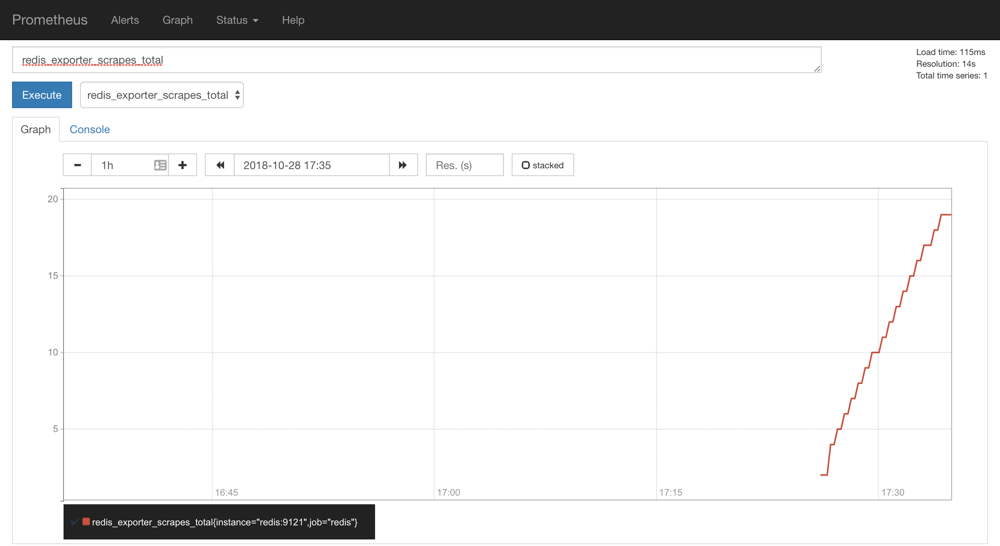 Prometheus Alerts Graph Status Help
redis_exporter_scrapes_total
Load time: 115ms
Resolution: 14s
Total time series: 1
Execute redis_exporter_scrapes_total
Graph Console
1h 2018-10-28 17:35 Res. (s) stacked
20
15
10
5
16:45 17:00 17:15 17:30
redis_exporter_scrapes_total{instance="redis:9121",job="redis"}